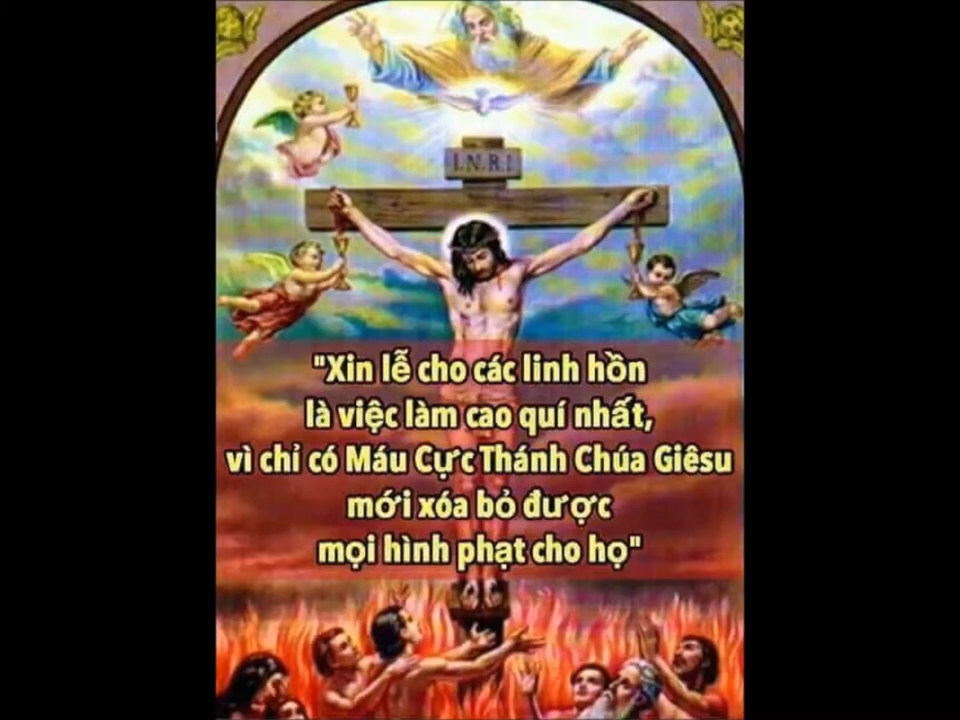 I.N.R.I
"Xin lễ cho các linh hồn
là việc làm cao quí nhất,
vì chỉ có Máu Cực Thánh Chúa Giêsu
mới xóa bỏ được
mọi hình phạt cho họ"